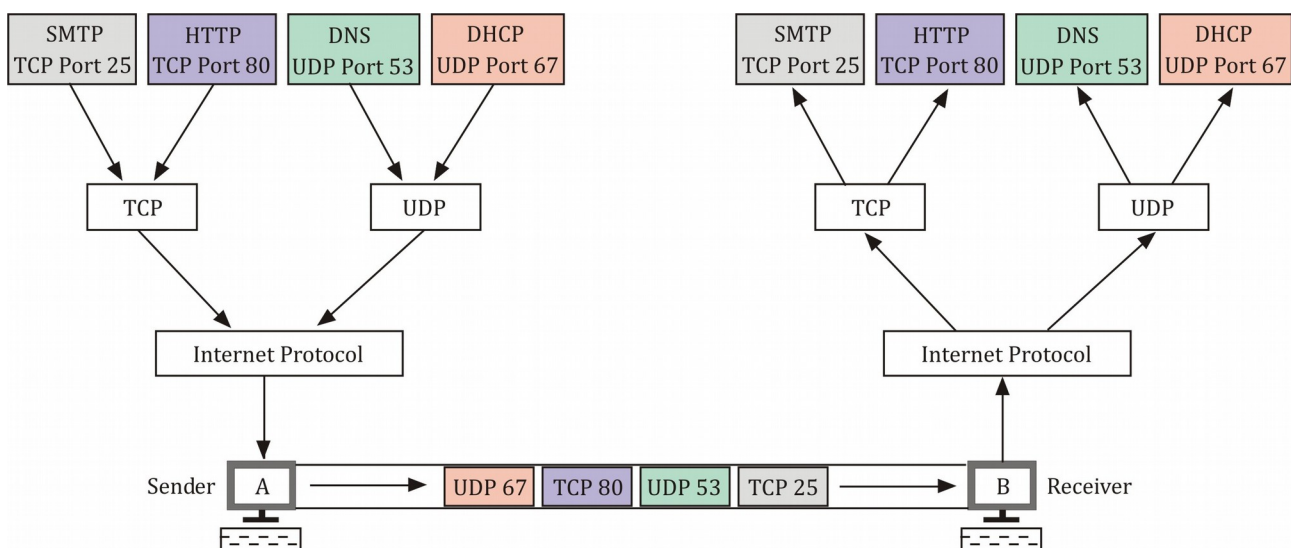 SMTP
TCP Port 25
HTTP
TCP Port 80
DNS
UDP Port 53
DHCP
UDP Port 67
SMTP
TCP Port 25
HTTP
TCP Port 80
DNS
UDP Port 53
DHCP
UDP Port 67
TCP
UDP
TCP
UDP
Internet Protocol
Internet Protocol
Sender
A
UDP 67
TCP 80
UDP 53
TCP 25
B
Receiver